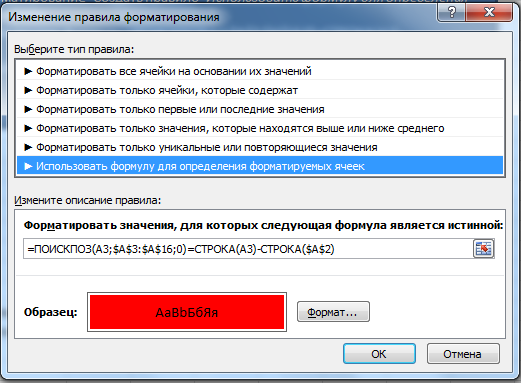 Изменение правила форматирования
Выберите тип правила:
► Форматировать все ячейки на основании их значений
► Форматировать только ячейки, которые содержат
► Форматировать только первые или последние значения
► Форматировать только значения, которые находятся выше или ниже среднего
► Форматировать только уникальные или повторяющиеся значения
► Использовать формулу для определения форматируемых ячеек
Измените описание правила:
Форматировать значения, для которых следующая формула является истинной:
=ПОИСКПОЗ(A3;$A$3:$A$16;0)=СТРОКА(A3)-СТРОКА($A$2)
Образец: АаВbБбЯя Формат...
ОК Отмена